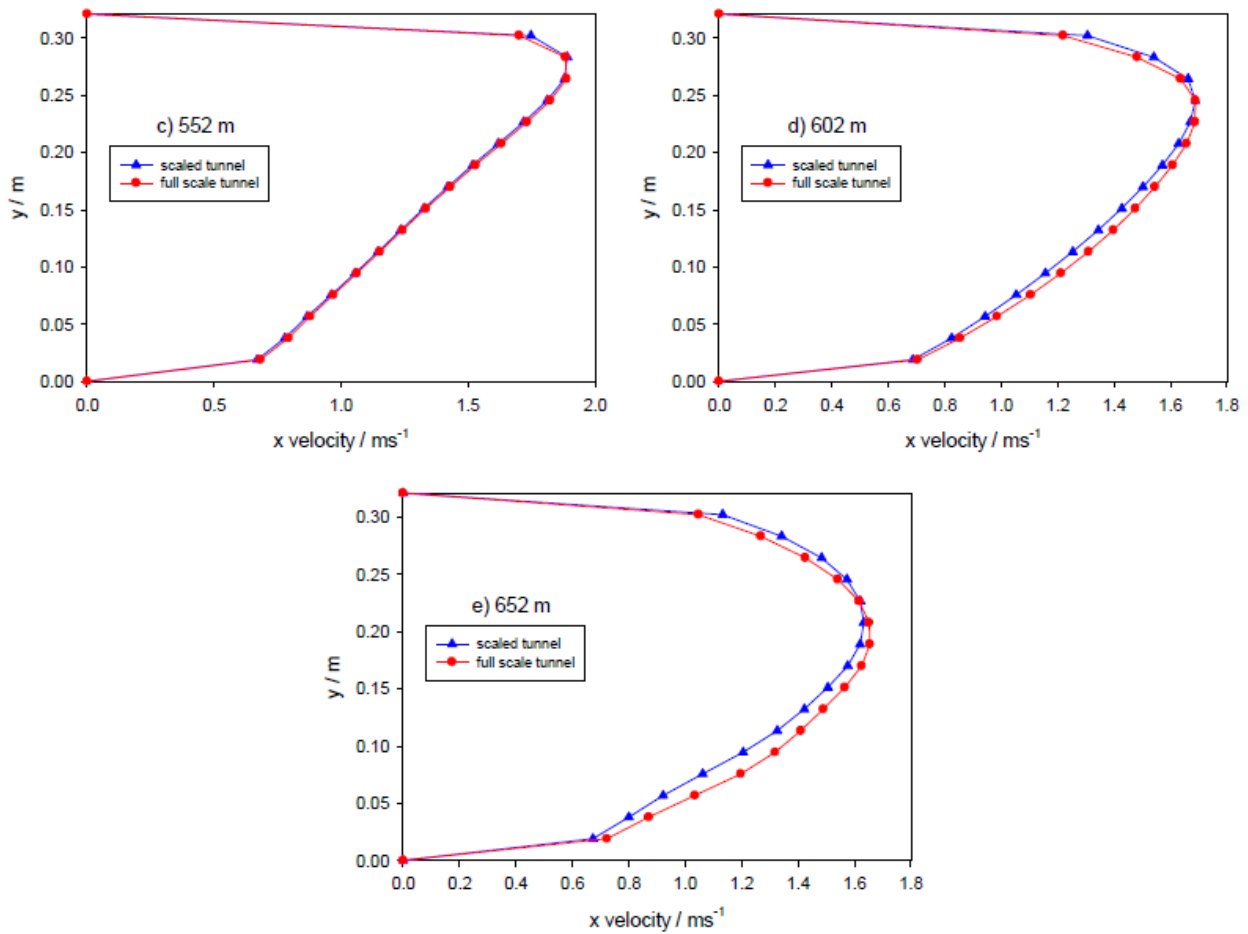 0.30
0.25
0.20
0.15
0.10
0.05
0.00
y / m
c) 552 m
scaled tunnel
full scale tunnel
0.0 0.5 1.0 1.5 2.0
x velocity / ms⁻¹
0.30
0.25
0.20
0.15
0.10
0.05
0.00
y / m
d) 602 m
scaled tunnel
full scale tunnel
0.0 0.2 0.4 0.6 0.8 1.0 1.2 1.4 1.6 1.8
x velocity / ms⁻¹
0.30
0.25
0.20
0.15
0.10
0.05
0.00
y / m
e) 652 m
scaled tunnel
full scale tunnel
0.0 0.2 0.4 0.6 0.8 1.0 1.2 1.4 1.6 1.8
x velocity / ms⁻¹